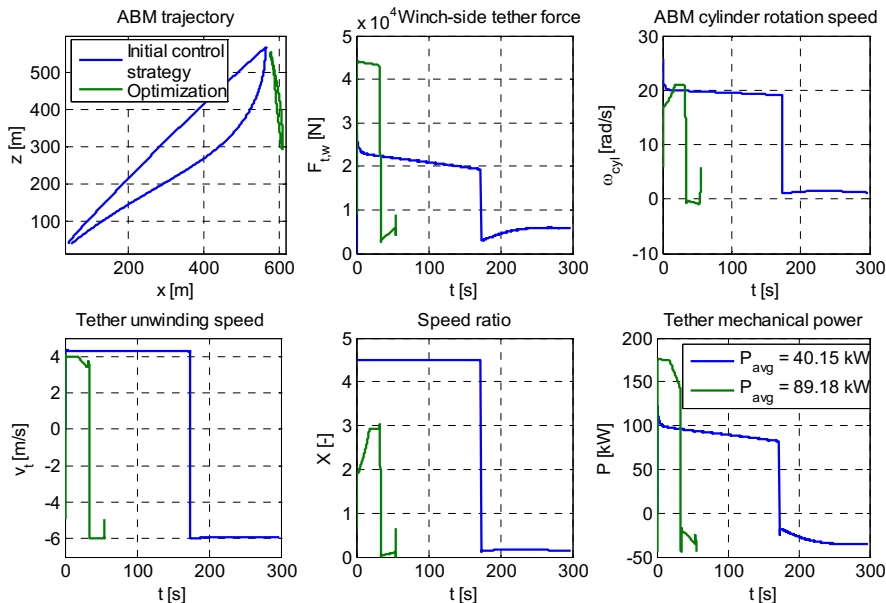 ABM trajectory
Initial control
strategy
Optimization
500
400
300
200
100
z [m]
200
400
600
x [m]
x 10^4 Winch-side tether force
5
4
3
2
1
0
F_t,w [N]
0
100
200
300
t [s]
ABM cylinder rotation speed
30
20
10
0
-10
ω_cyl [rad/s]
0
100
200
300
t [s]
Tether unwinding speed
4
2
0
-2
-4
-6
v_t [m/s]
0
100
200
300
t [s]
Speed ratio
5
4
3
2
1
0
X [-]
0
100
200
300
t [s]
Tether mechanical power
P_avg = 40.15 kW
P_avg = 89.18 kW
200
150
100
50
0
-50
P [kW]
0
100
200
300
t [s]